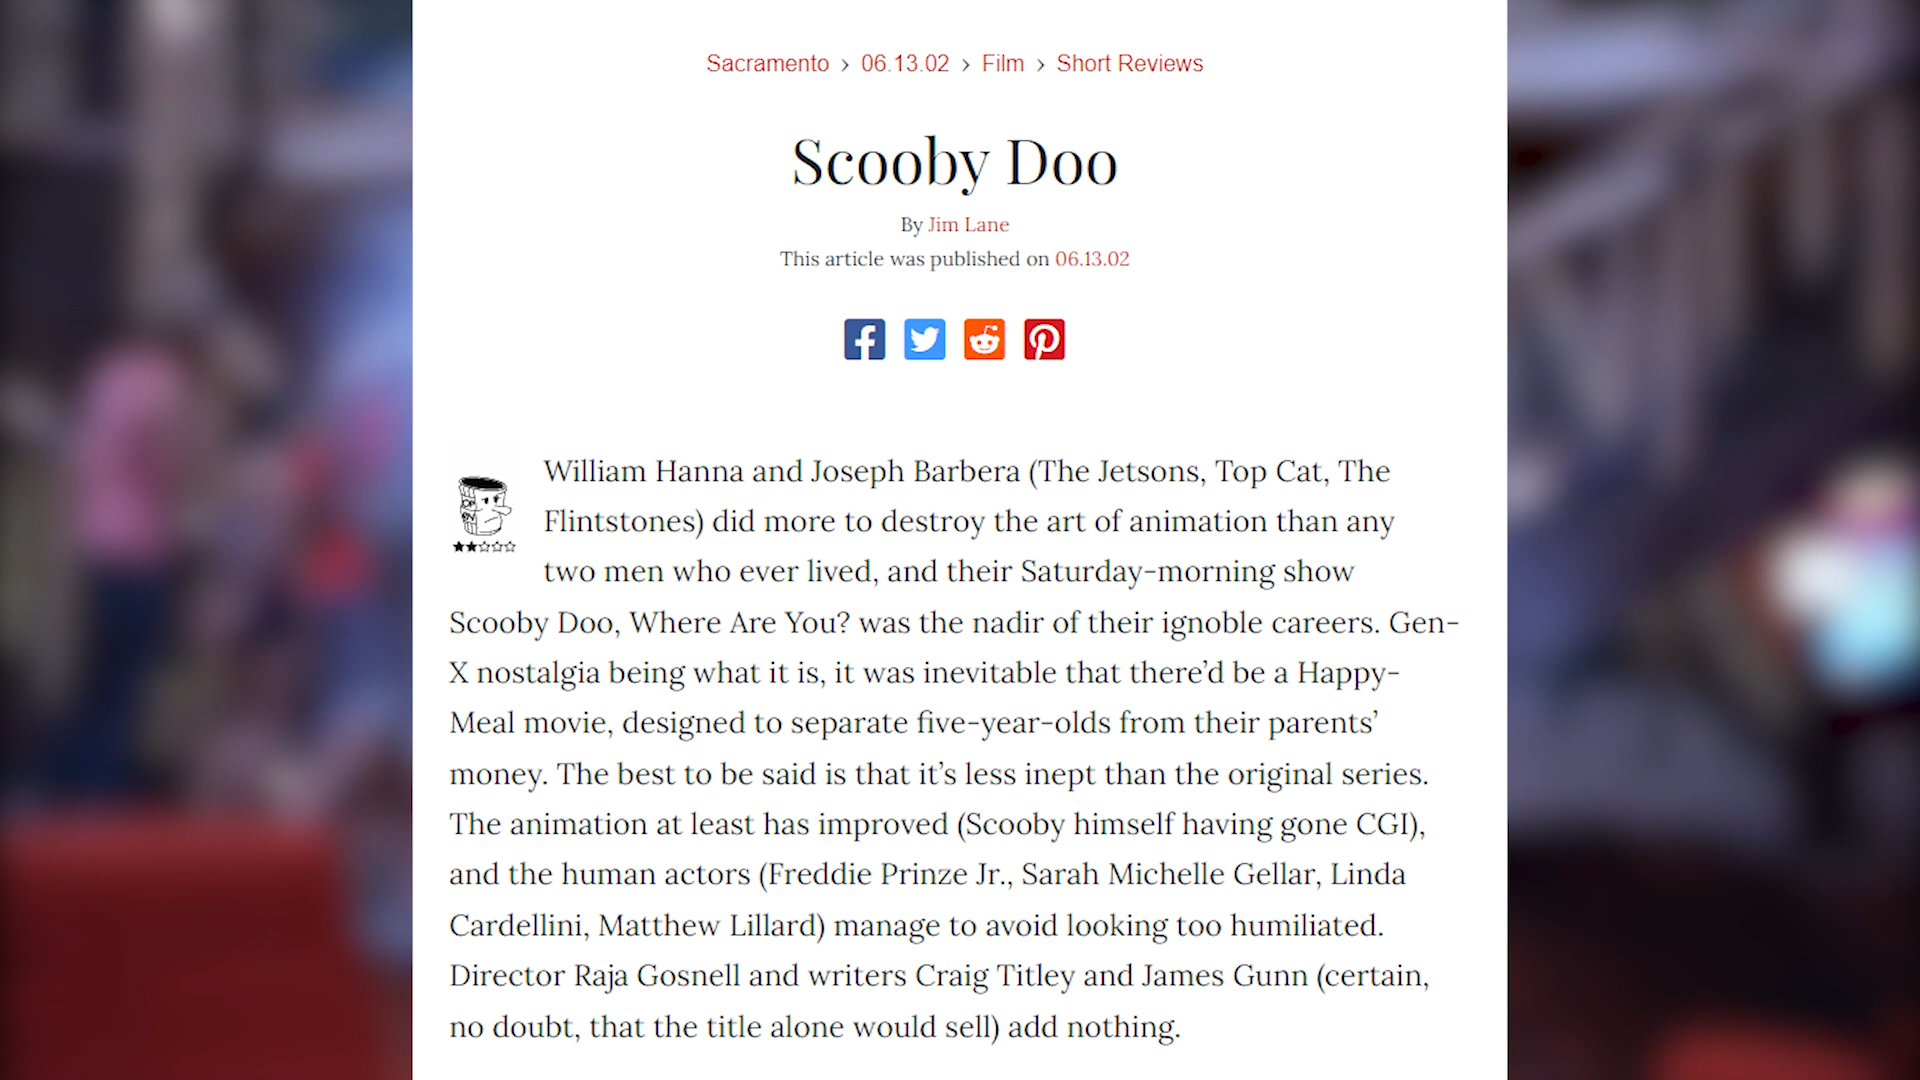 Sacramento › 06.13.02 › Film › Short Reviews
Scooby Doo
By Jim Lane
This article was published on 06.13.02
William Hanna and Joseph Barbera (The Jetsons, Top Cat, The
Flintstones) did more to destroy the art of animation than any
two men who ever lived, and their Saturday-morning show
Scooby Doo, Where Are You? was the nadir of their ignoble careers. Gen-
X nostalgia being what it is, it was inevitable that there’d be a Happy-
Meal movie, designed to separate five-year-olds from their parents’
money. The best to be said is that it’s less inept than the original series.
The animation at least has improved (Scooby himself having gone CGI),
and the human actors (Freddie Prinze Jr., Sarah Michelle Gellar, Linda
Cardellini, Matthew Lillard) manage to avoid looking too humiliated.
Director Raja Gosnell and writers Craig Titley and James Gunn (certain,
no doubt, that the title alone would sell) add nothing.